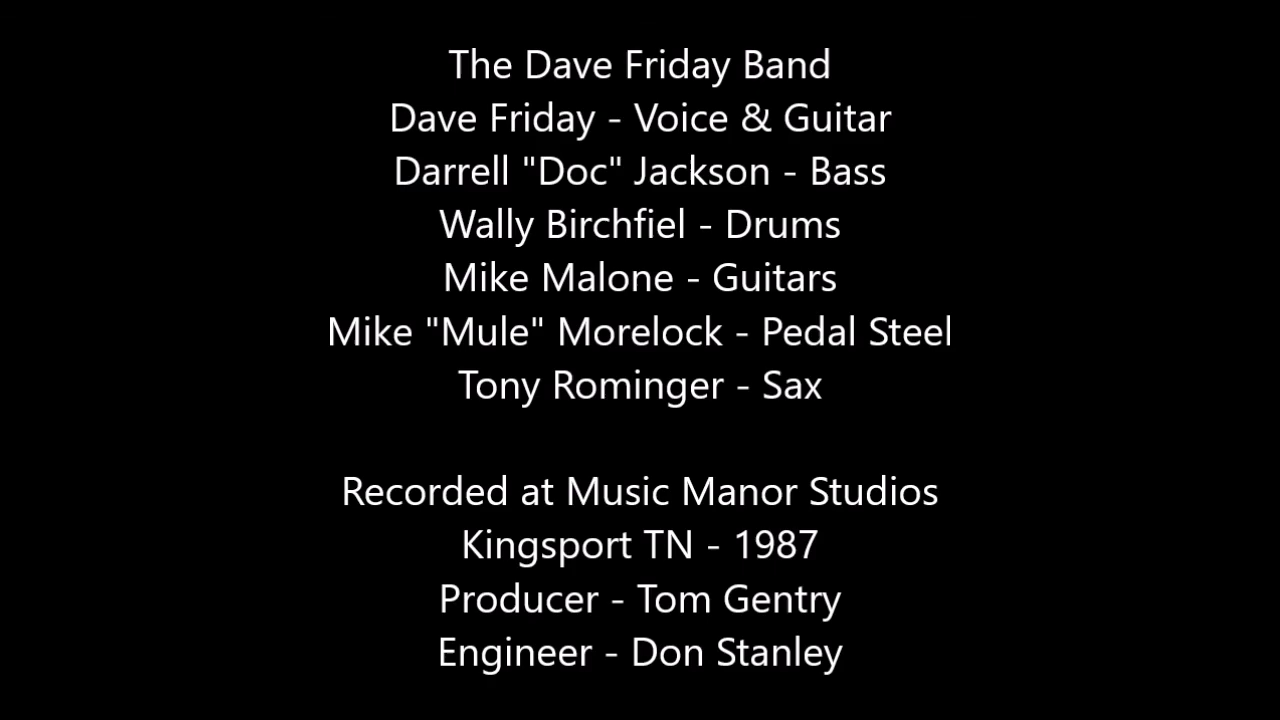 The Dave Friday Band
Dave Friday - Voice & Guitar
Darrell "Doc" Jackson - Bass
Wally Birchfiel - Drums
Mike Malone - Guitars
Mike "Mule" Morelock - Pedal Steel
Tony Rominger - Sax
Recorded at Music Manor Studios
Kingsport TN - 1987
Producer - Tom Gentry
Engineer - Don Stanley